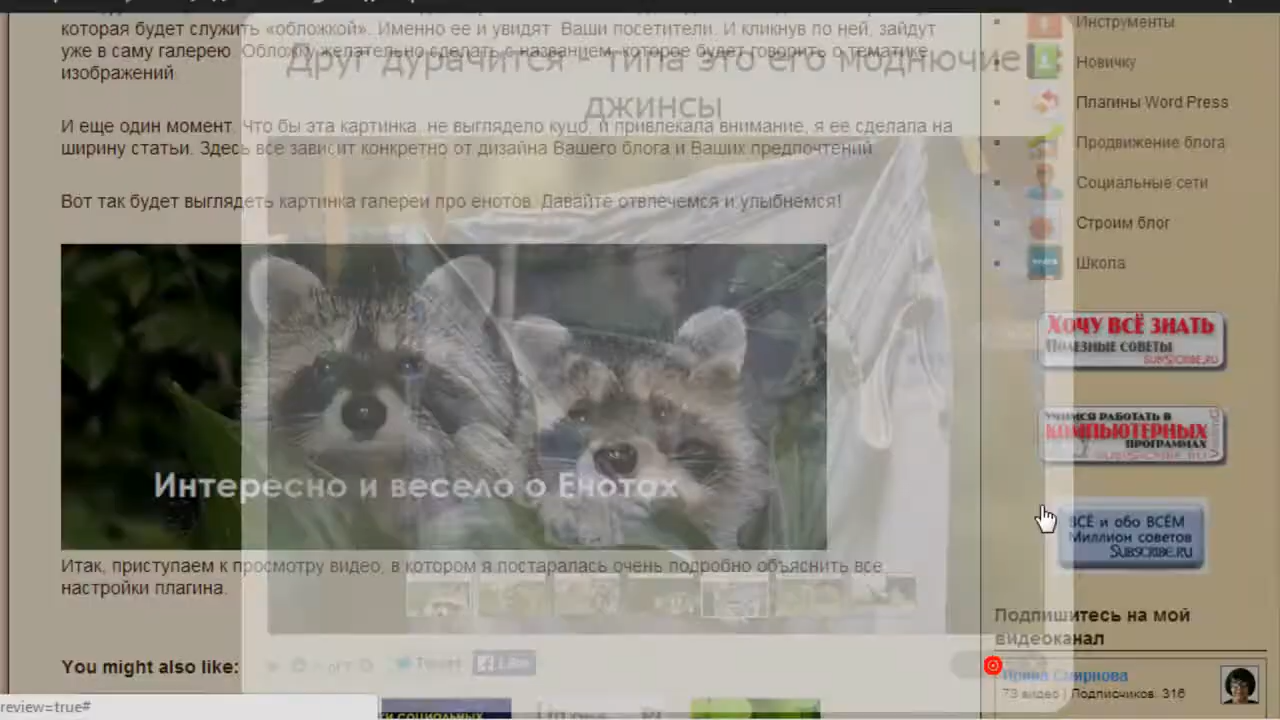 которая будет служить «обложкой». Именно ее и увидят Ваши посетители. И кликнув по ней, зайдут
уже в саму галерею. Обложку желательно сделать с названием, которое будет говорить о тематике
изображений.
Друг дурачится - типа это его моднючие
джинсы
И еще один момент. Что бы эта картинка не выглядело куцо, и привлекала внимание, я ее сделала на
ширину статьи. Здесь все зависит конкретно от дизайна Вашего блога и Ваших предпочтений.
Вот так будет выглядеть картинка галереи про енотов. Давайте отвлечемся и улыбнемся!
Интересно и весело о Енотах
Итак, приступаем к просмотру видео, в котором я постаралась очень подробно объяснить все
настройки плагина.
You might also like:
Tweet
Like
review=true#
Инструменты
Новичку
Плагины Word Press
Продвижение блога
Социальные сети
Строим блог
Школа
ХОЧУ ВСЁ ЗНАТЬ
ПОЛЕЗНЫЕ СОВЕТЫ
SUBSCRIBE.RU
УЧИМСЯ РАБОТАТЬ В
КОМПЬЮТЕРНЫХ
ПРОГРАММАХ
SUBSCRIBE.RU
ВСЁ и обо ВСЁМ
Миллион советов
SUBSCRIBE.RU
Подпишитесь на мой
видеоканал
Ирина Смирнова
73 видео | Подписчиков: 316